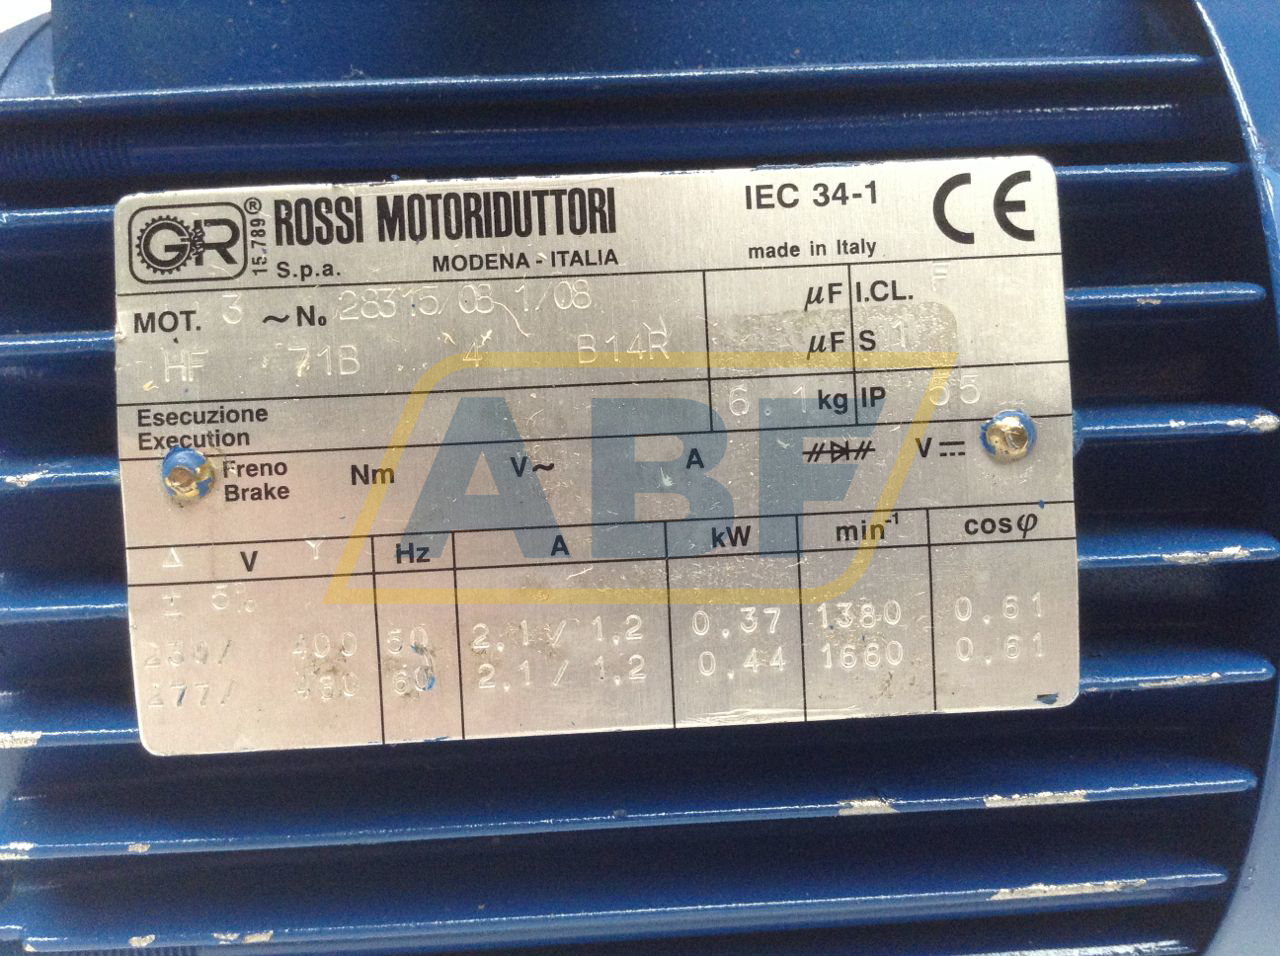 GR ® 15.789 ROSSI MOTORIDUTTORI
S.p.a. MODENA - ITALIA
IEC 34-1 CE
made in Italy
MOT. 3 ~ No 28315/08 1/08 μF I.CL. F
HF 71B 4 B14R μF S 1
Esecuzione
Execution
6 1 kg IP 55
Freno
Brake
Nm V~ A V
Δ V Y Hz A kW min⁻¹ cosφ
± 5%
230/ 400 50 2,1/ 1,2 0,37 1380 0,61
277/ 480 60 2,1 / 1,2 0,44 1660 0,61
ABF